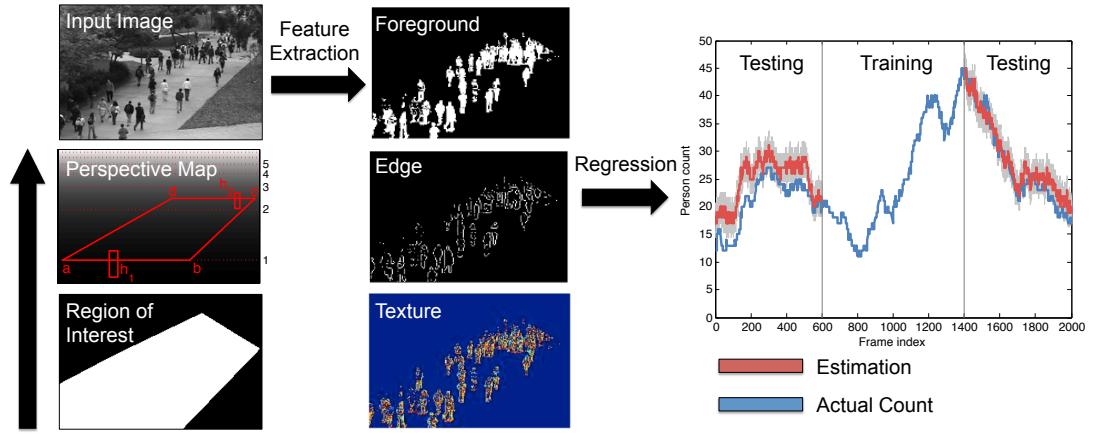 Input Image
Feature
Extraction
Foreground
Perspective Map
5
4
3
2
1
a
b
h1
Edge
Regression
Region of
Interest
Texture
Testing
Training
Testing
Person count
50
45
40
35
30
25
20
15
10
5
0
0 200 400 600 800 1000 1200 1400 1600 1800 2000
Frame index
Estimation
Actual Count